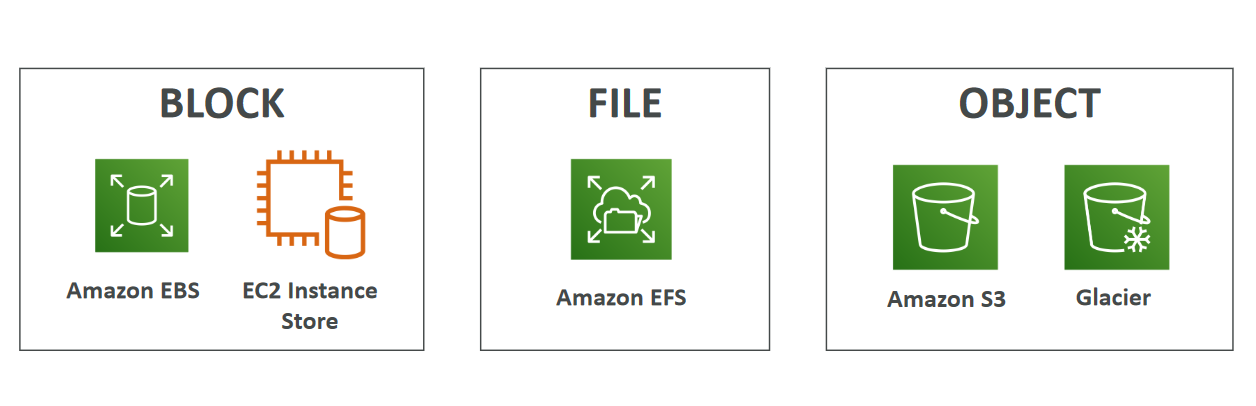 BLOCK
Amazon EBS
EC2 Instance
Store
FILE
Amazon EFS
OBJECT
Amazon S3
Glacier